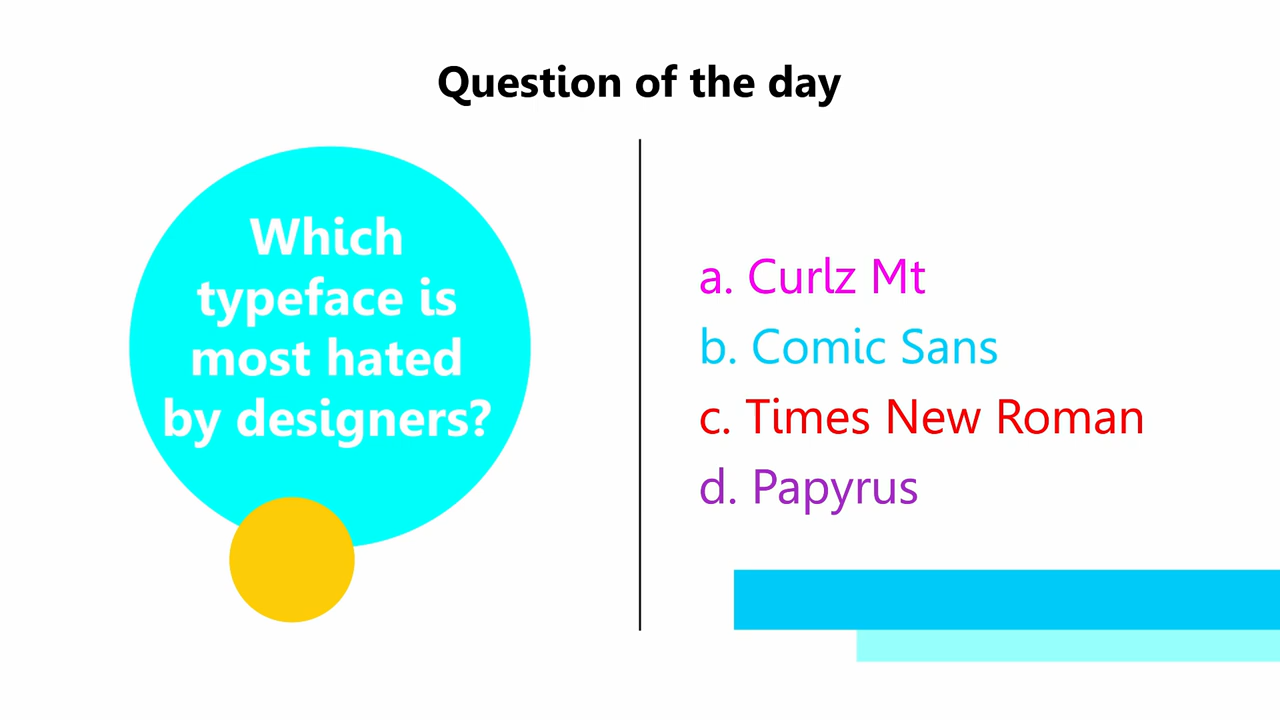 Question of the day
Which
typeface is
most hated
by designers?
a. Curlz Mt
b. Comic Sans
c. Times New Roman
d. Papyrus